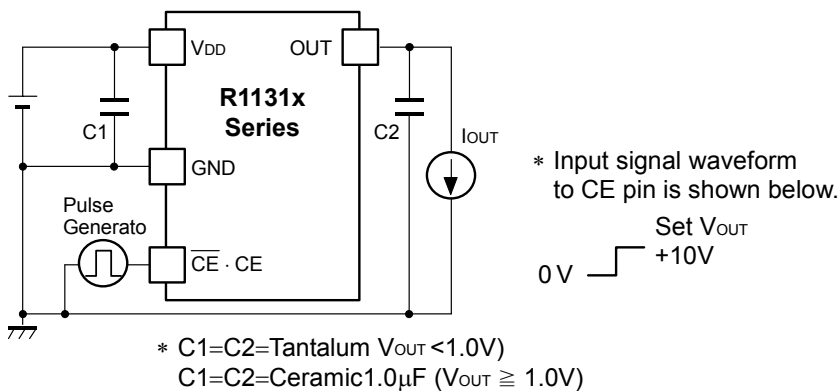 VDD
OUT
R1131x
Series
C1
C2
IOUT
GND
Pulse
Generato
C̅E̅ · CE
* Input signal waveform
to CE pin is shown below.
Set VOUT
+10V
0 V
* C1=C2=Tantalum VOUT <1.0V)
C1=C2=Ceramic1.0μF (VOUT ≧ 1.0V)